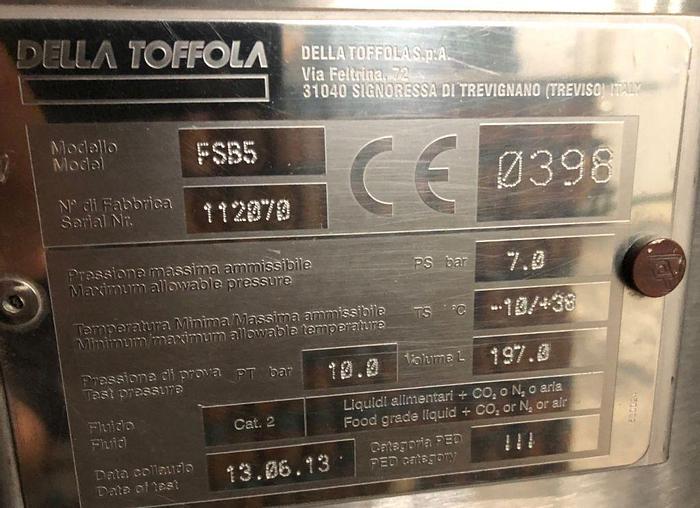 DELLA TOFFOLA
DELLA TOFFOLA S.p.A.
Via Feltrina, 72
31040 SIGNORESSA DI TREVIGNANO (TREVISO) ITALY
Modello
Model
FSB5
CE
0398
N° di Fabbrica
Serial Nr.
112070
Pressione massima ammissibile
Maximum allowable pressure
PS bar
7.0
Temperatura Minima/Massima ammissibile
Minimum/maximum allowable temperature
TS °C
-10/+38
Pressione di prova
Test pressure
PT bar
10.0
Volume L
197.0
Fluido
Fluid
Cat. 2
Liquidi alimentari + CO₂ o N₂ o aria
Food grade liquid + CO₂ or N₂ or air
Data collaudo
Date of test
13.06.13
Categoria PED
PED category
III